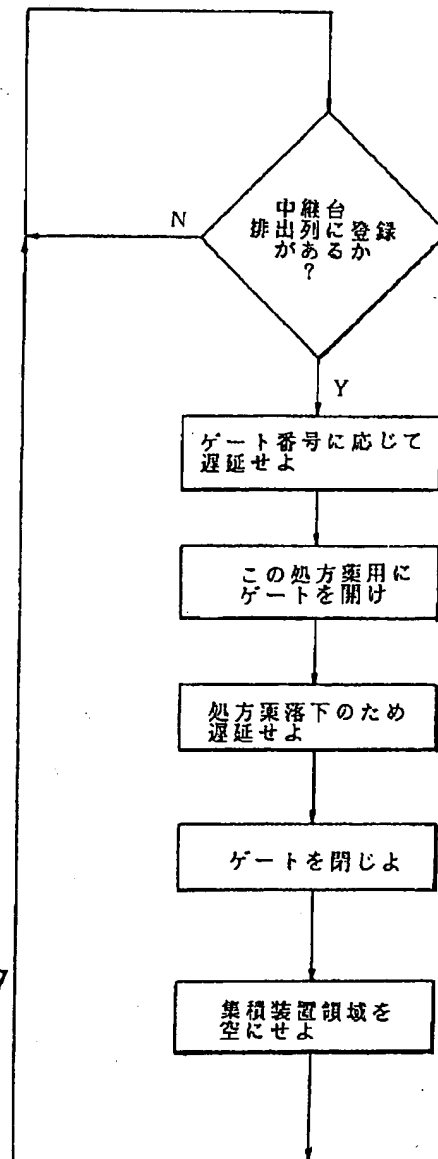 中継台
排出列に登録
があるか
?
N
Y
ゲート番号に応じて
遅延せよ
この処方薬用に
ゲートを開け
処方薬落下のため
遅延せよ
ゲートを閉じよ
7
集積装置領域を
空にせよ